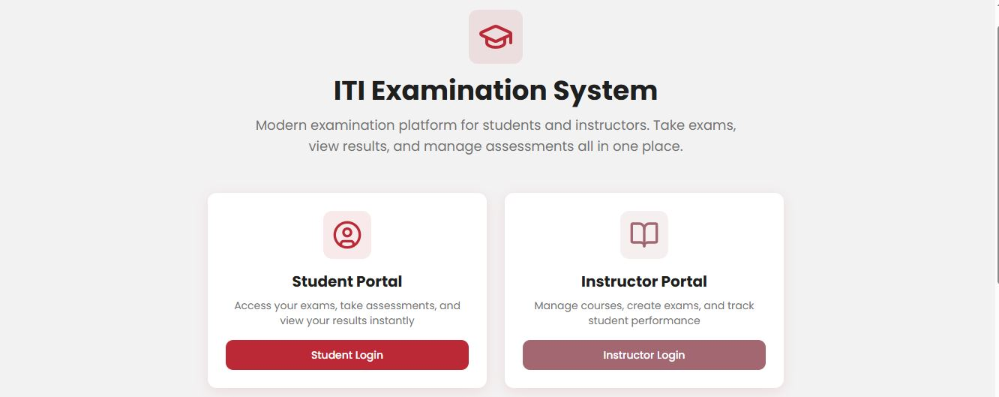 ITI Examination System
Modern examination platform for students and instructors. Take exams,
view results, and manage assessments all in one place.
Student Portal
Access your exams, take assessments, and
view your results instantly
Student Login
Instructor Portal
Manage courses, create exams, and track
student performance
Instructor Login